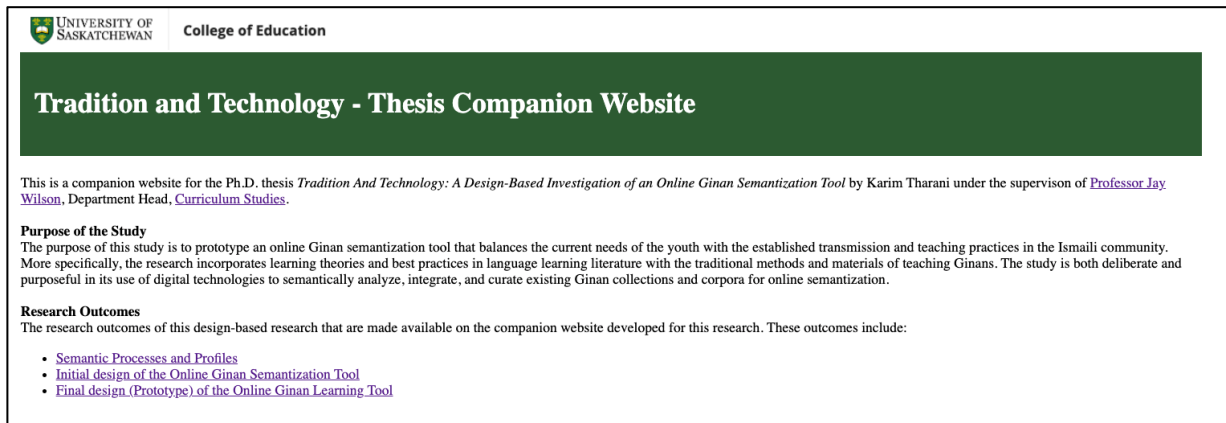 UNIVERSITY OF
SASKATCHEWAN
College of Education
Tradition and Technology - Thesis Companion Website
This is a companion website for the Ph.D. thesis Tradition And Technology: A Design-Based Investigation of an Online Ginan Semantization Tool by Karim Tharani under the supervison of Professor Jay
Wilson, Department Head, Curriculum Studies.
Purpose of the Study
The purpose of this study is to prototype an online Ginan semantization tool that balances the current needs of the youth with the established transmission and teaching practices in the Ismaili community.
More specifically, the research incorporates learning theories and best practices in language learning literature with the traditional methods and materials of teaching Ginans. The study is both deliberate and
purposeful in its use of digital technologies to semantically analyze, integrate, and curate existing Ginan collections and corpora for online semantization.
Research Outcomes
The research outcomes of this design-based research that are made available on the companion website developed for this research. These outcomes include:
• Semantic Processes and Profiles
• Initial design of the Online Ginan Semantization Tool
• Final design (Prototype) of the Online Ginan Learning Tool